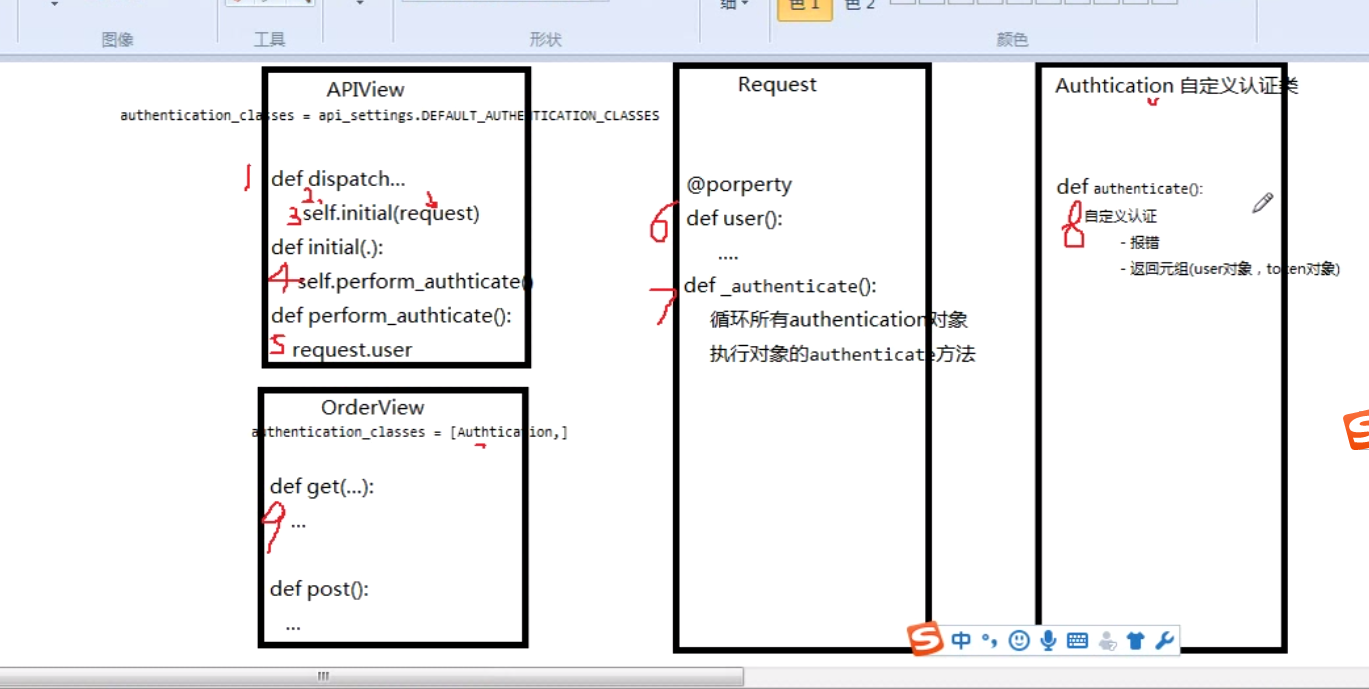 细
色 1
色 2
图像
工具
形状
颜色
APIView
authentication_classes = api_settings.DEFAULT_AUTHENTICATION_CLASSES
1 def dispatch...
2.
3 self.initial(request)
def initial(.):
4 self.perform_authticate()
def perform_authticate():
5 request.user
OrderView
authentication_classes = [Authtication,]
def get(...):
9 ...
def post():
...
Request
@porperty
6 def user():
....
7 def _authenticate():
循环所有authentication对象
执行对象的authenticate方法
Authtication 自定义认证类
def authenticate():
8 自定义认证
- 报错
- 返回元组(user对象，token对象)
S 中
S